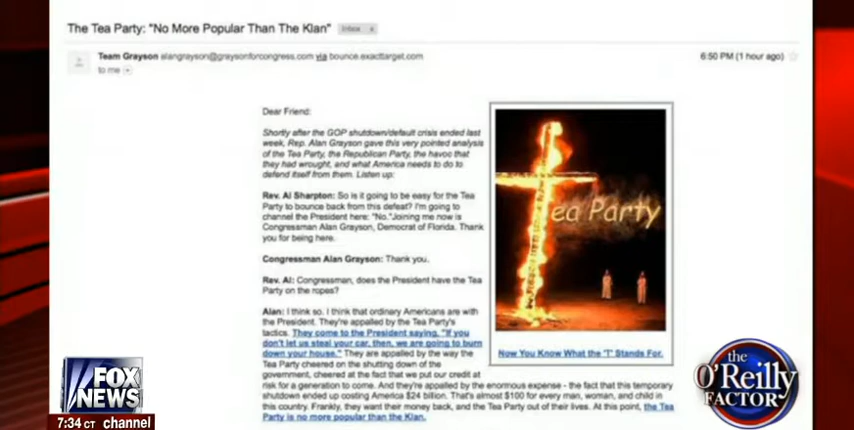 The Tea Party: "No More Popular Than The Klan"
Inbox x
Team Grayson alangrayson@graysonforcongress.com via bounce.exacttarget.com
6:50 PM (1 hour ago)
to me
Dear Friend:
Shortly after the GOP shutdown/default crisis ended last
week, Rep. Alan Grayson gave this very pointed analysis
of the Tea Party, the Republican Party, the havoc that
they had wrought, and what America needs to do to
defend itself from them. Listen up:
Rev. Al Sharpton: So is it going to be easy for the Tea
Party to bounce back from this defeat? I'm going to
channel the President here: "No."Joining me now is
Congressman Alan Grayson, Democrat of Florida. Thank
you for being here.
Congressman Alan Grayson: Thank you.
Rev. Al: Congressman, does the President have the Tea
Party on the ropes?
Alan: I think so. I think that ordinary Americans are with
the President. They're appalled by the Tea Party's
tactics. They come to the President saying, "If you
don't let us steal your car, then, we are going to burn
down your house." They are appalled by the way the
Tea Party cheered on the shutting down of the
government, cheered at the fact that we put our credit at
risk for a generation to come. And they're appalled by the enormous expense - the fact that this temporary
shutdown ended up costing America $24 billion. That's almost $100 for every man, woman, and child in
this country. Frankly, they want their money back, and the Tea Party out of their lives. At this point, the Tea
Party is no more popular than the Klan.
ea Party
Now You Know What the "T" Stands For.
FOX
NEWS
channel
7:34 CT
the
O'Reilly
FACTOR